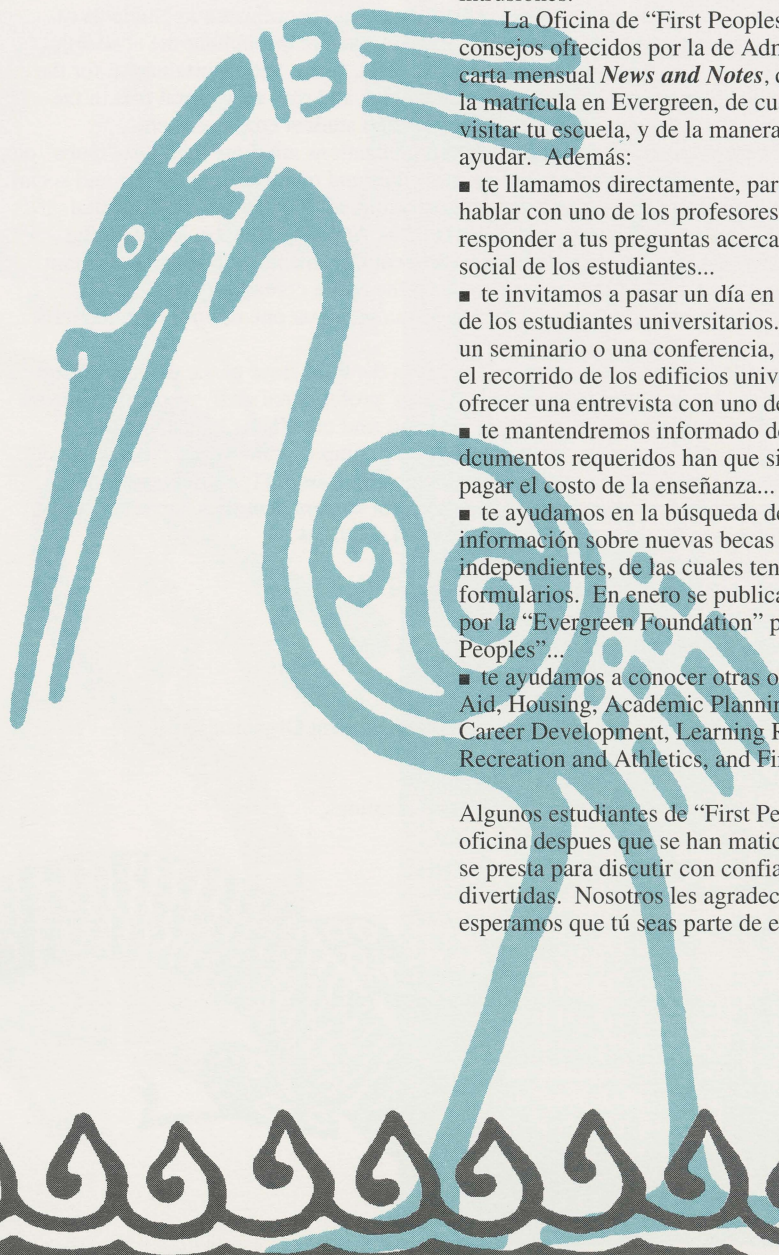 La Oficina de “First Peoples
consejos ofrecidos por la de Adm
carta mensual News and Notes,
la matrícula en Evergreen, de cu
visitar tu escuela, y de la manera
ayudar. Además:
■ te llamamos directamente, par
hablar con uno de los profesores
responder a tus preguntas acerca
social de los estudiantes...
■ te invitamos a pasar un día en
de los estudiantes universitarios.
un seminario o una conferencia,
el recorrido de los edificios univ
ofrecer una entrevista con uno de
■ te mantendremos informado de
dcumentos requeridos han que si
pagar el costo de la enseñanza...
■ te ayudamos en la búsqueda de
información sobre nuevas becas
independientes, de las cuales ten
formularios. En enero se publica
por la “Evergreen Foundation” p
Peoples”...
■ te ayudamos a conocer otras o
Aid, Housing, Academic Plannin
Career Development, Learning R
Recreation and Athletics, and Fi
Algunos estudiantes de “First Pe
oficina despues que se han matic
se presta para discutir con confia
divertidas. Nosotros les agradec
esperamos que tú seas parte de e